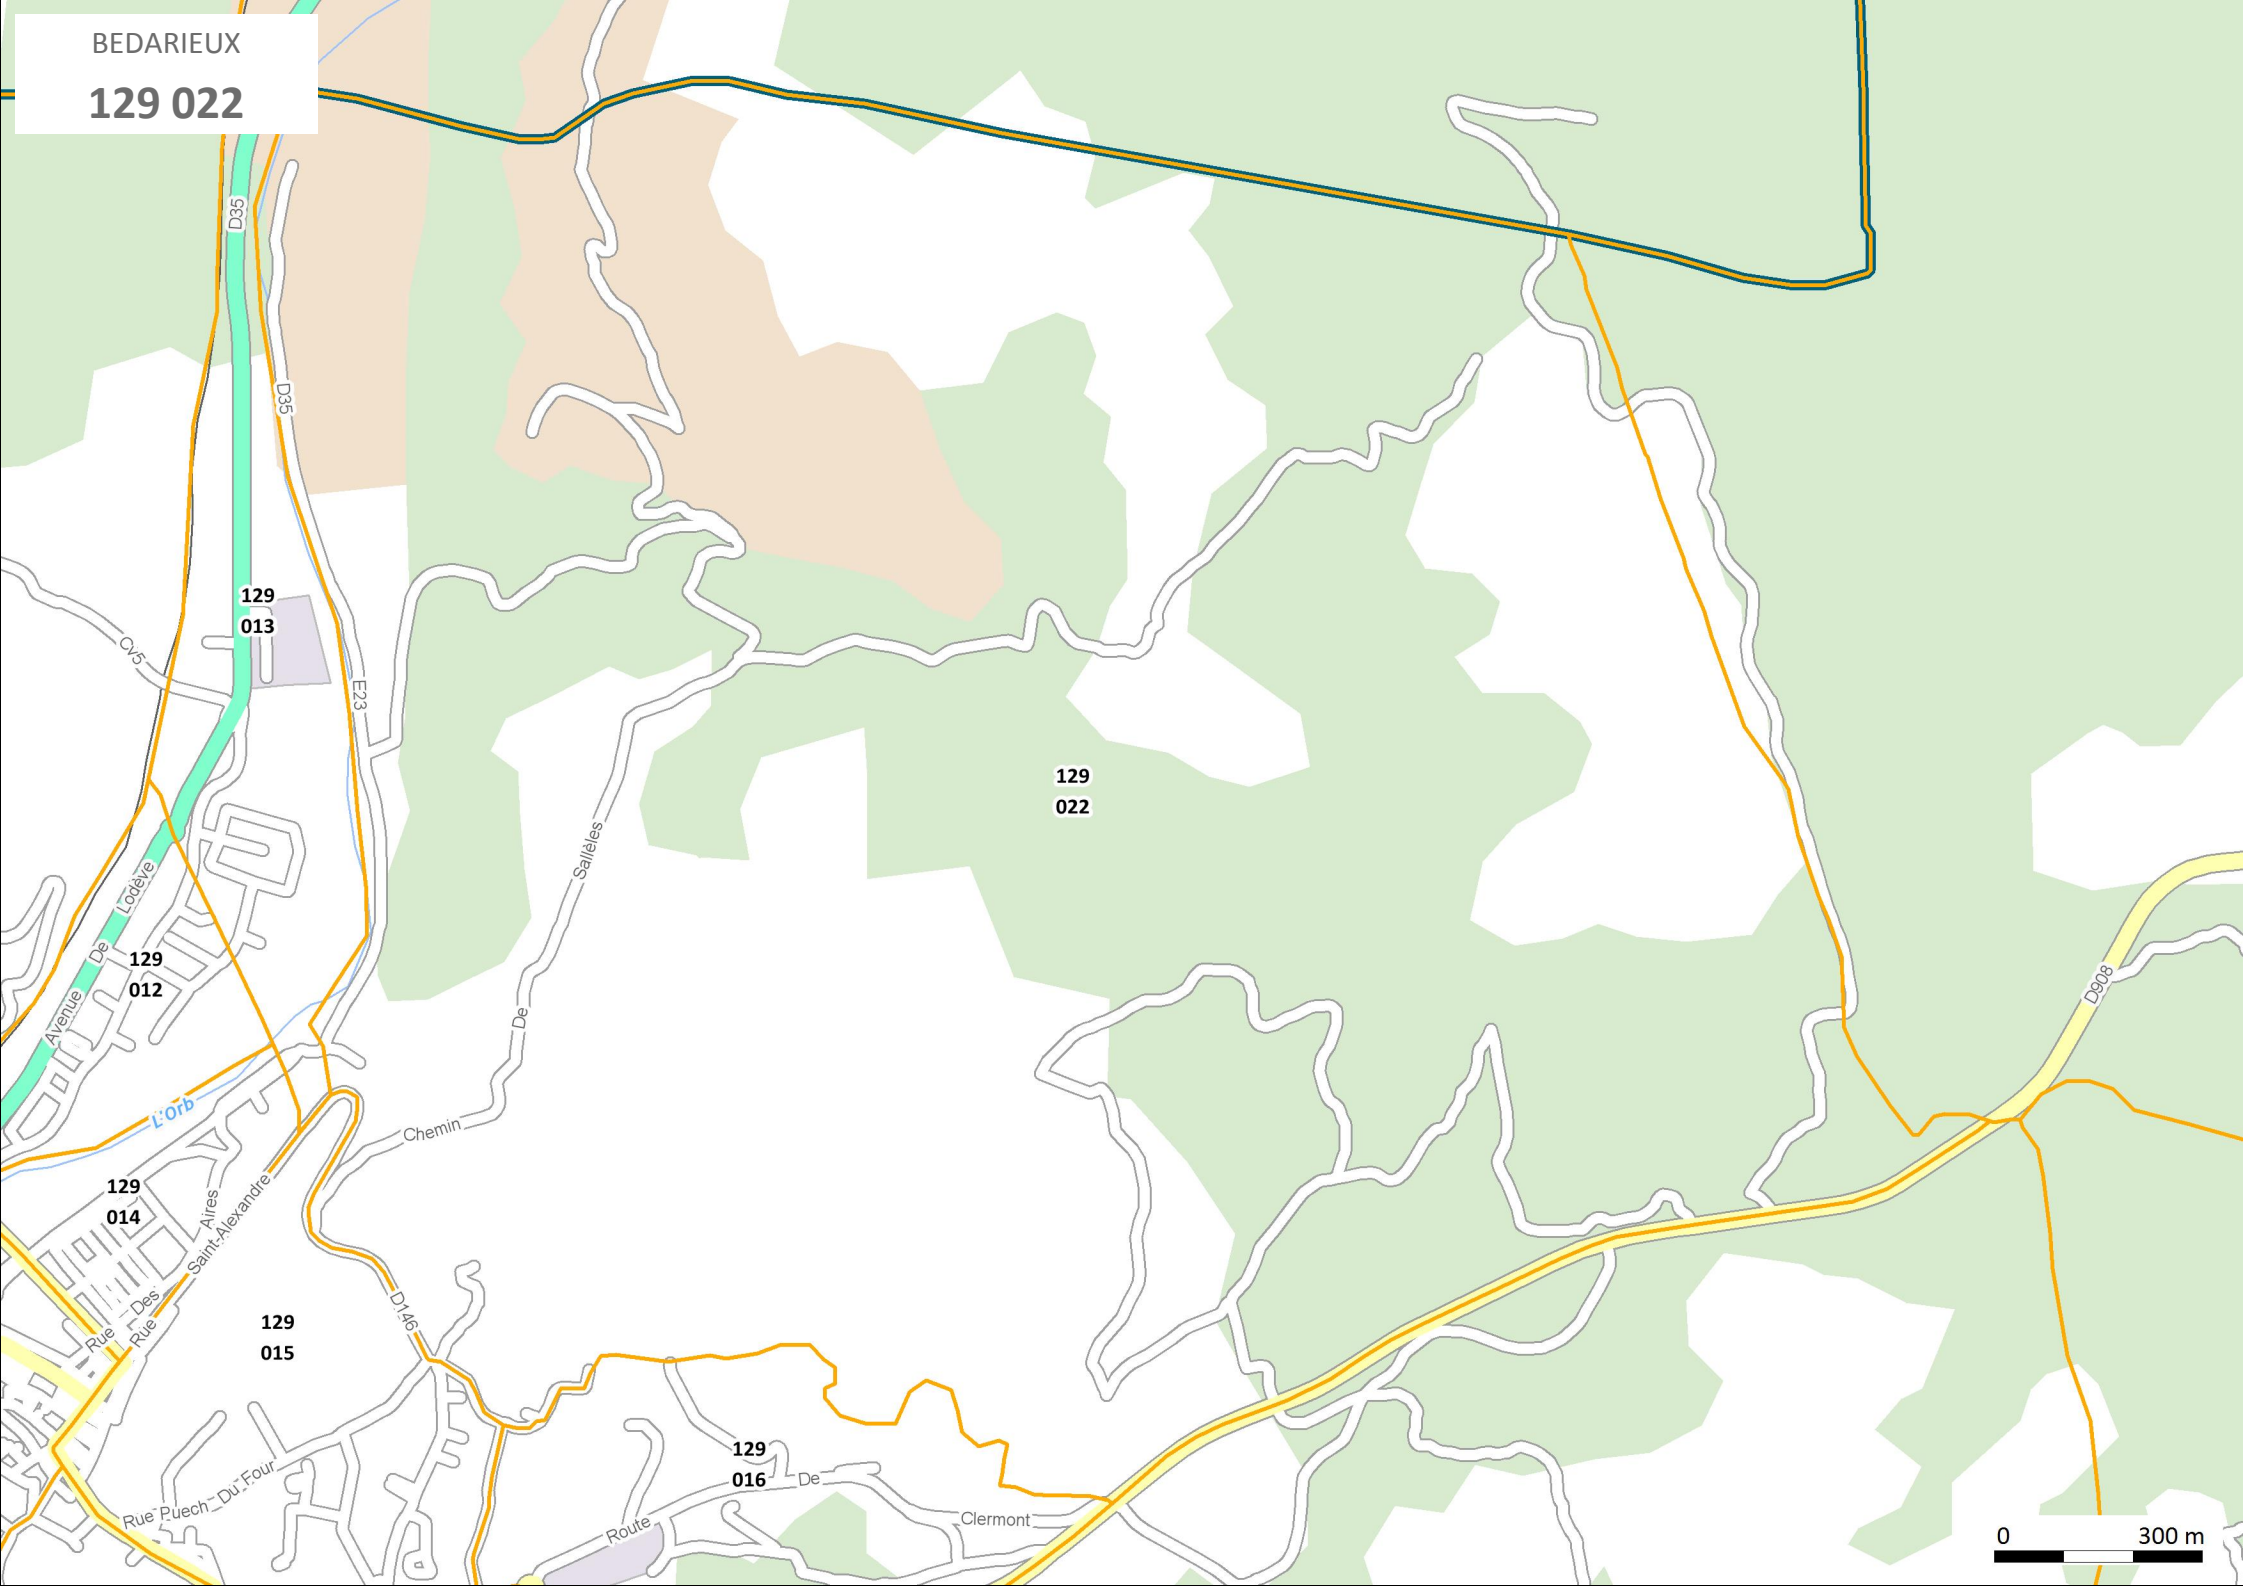 BEDARIEUX
129 022
D35
D35
129
013
Cv5
E23
129
022
Sallèles
De
Chemin
Avenue De Lodève
129
012
D908
L'Orb
129
014
Aires
Des
Rue
Saint-Alexandre
Rue
D146
129
015
129
016
De
Route
Clermont
Rue Puech Du Four
0 300 m